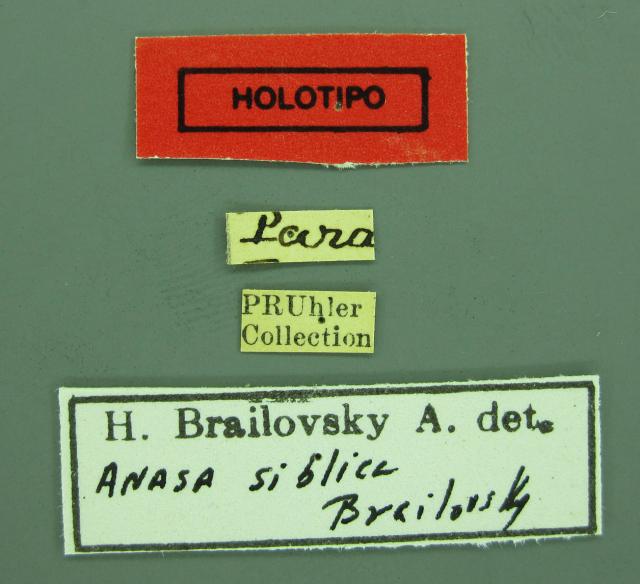 HOLOTIPO
Para
PRUhler
Collection
H. Brailovsky A. det.
ANASA siblica
Brailovsky